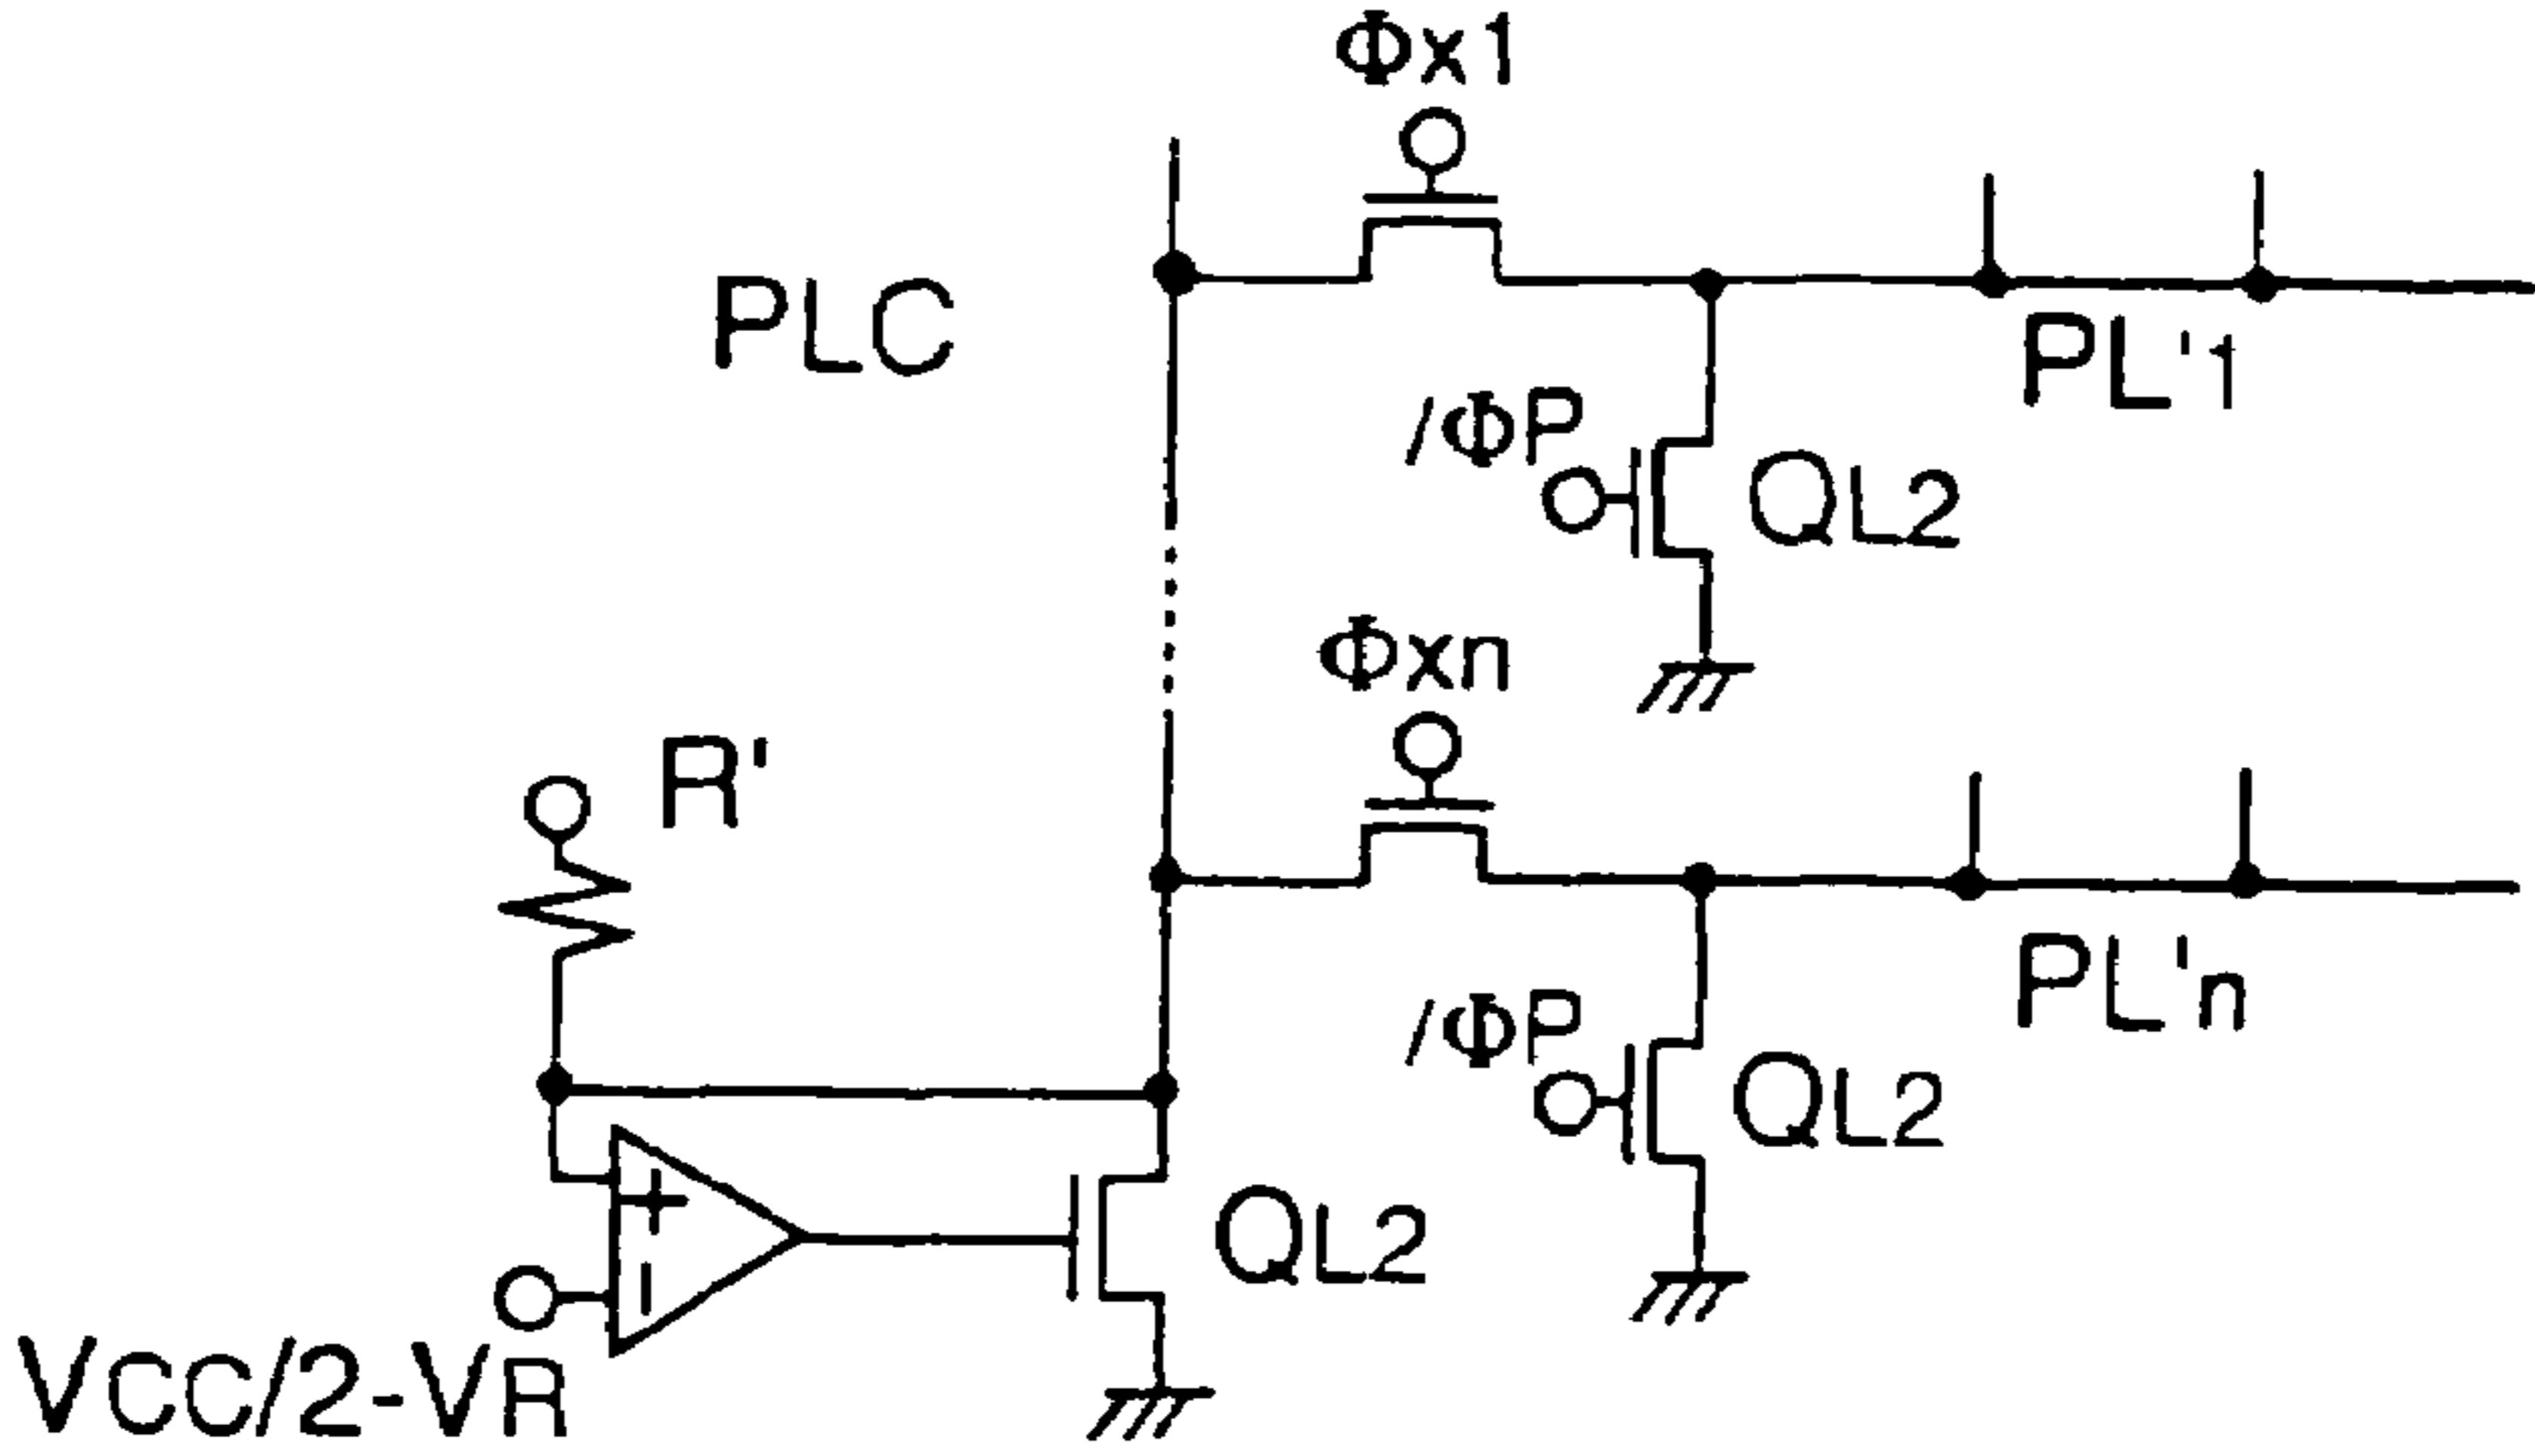 Φx1
PLC
PL'1
/ΦP
QL2
Φxn
R'
PL'n
/ΦP
QL2
+
QL2
-
VCC/2-VR